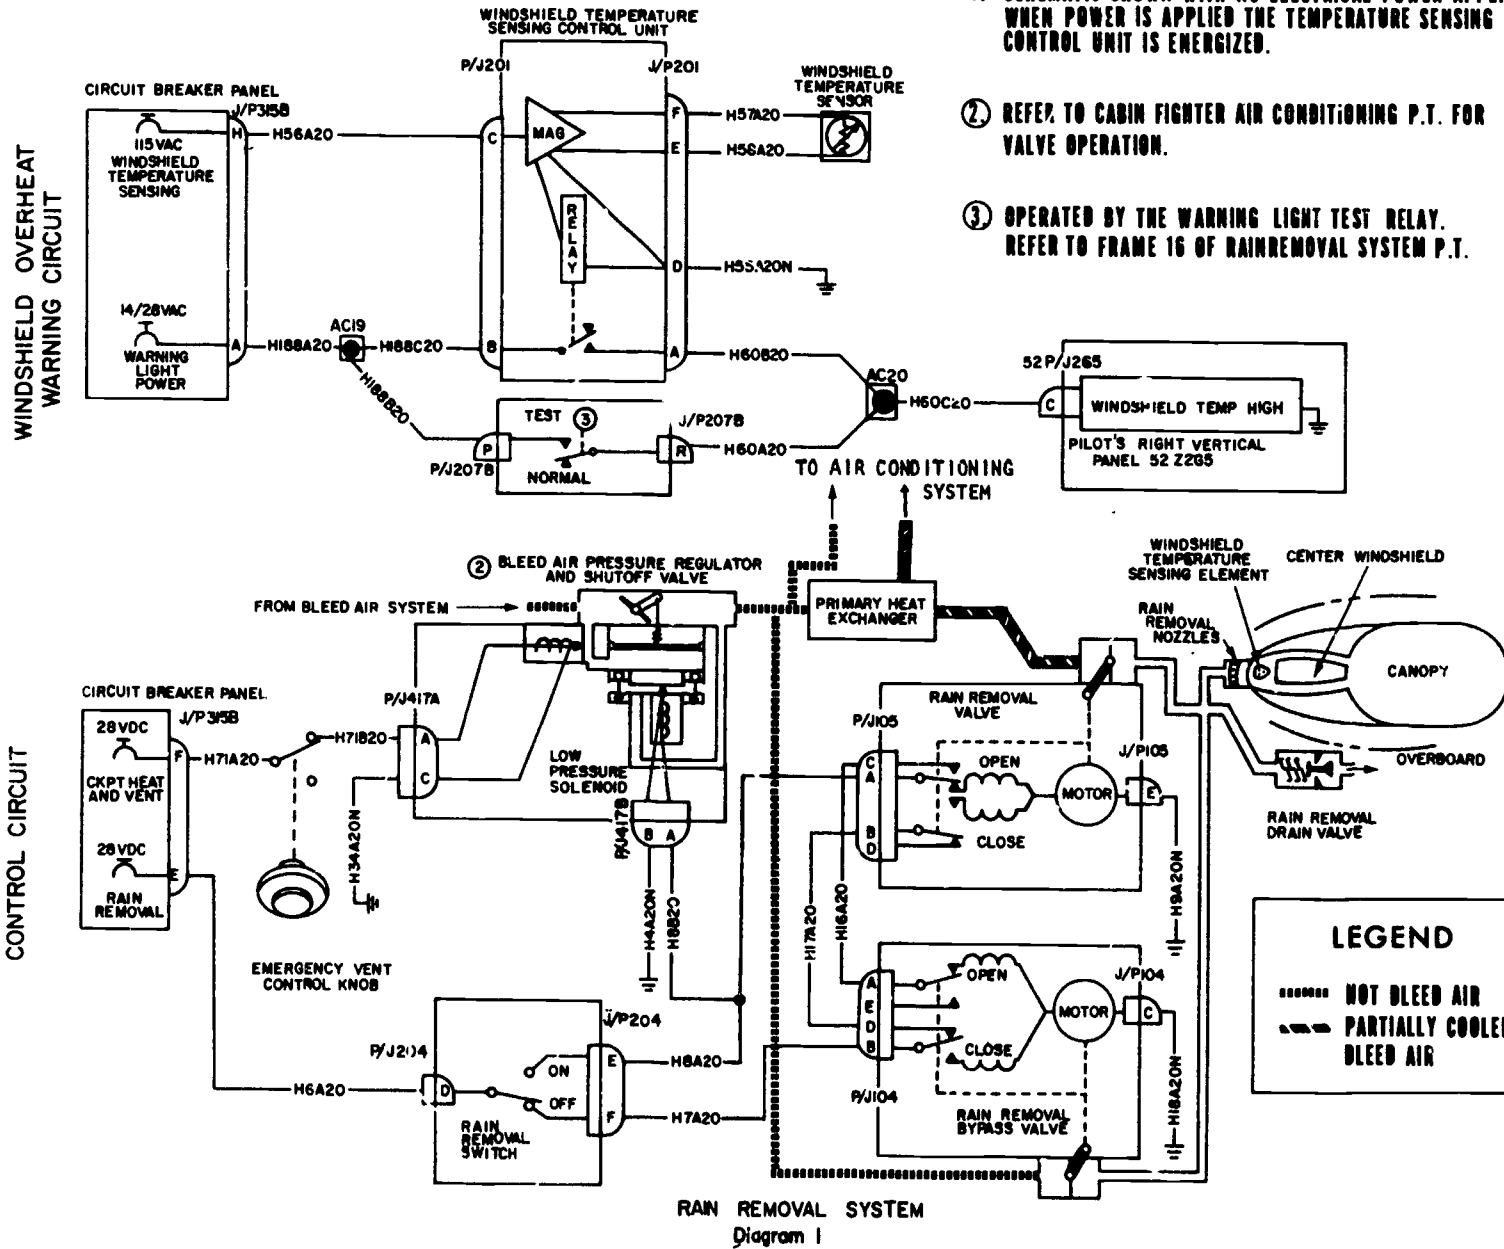 WHEN POWER IS APPLIED THE TEMPERATURE SENSING
CONTROL UNIT IS ENERGIZED.
2. REFER TO CABIN FIGHTER AIR CONDITIONING P.T. FOR
VALVE OPERATION.
3. OPERATED BY THE WARNING LIGHT TEST RELAY.
REFER TO FRAME 16 OF RAINREMOVAL SYSTEM P.T.
WINDSHIELD OVERHEAT
WARNING CIRCUIT
WINDSHIELD TEMPERATURE
SENSING CONTROL UNIT
P/J201
J/P201
CIRCUIT BREAKER PANEL
J/P315B
115VAC
WINDSHIELD
TEMPERATURE
SENSING
H
H56A20
C
MAG
F
H57A20
E
H58A20
WINDSHIELD
TEMPERATURE
SENSOR
RELAY
D
H55A20N
14/28VAC
WARNING
LIGHT
POWER
A
H188A20
AC19
H188C20
B
A
H60B20
H188B20
AC20
H60C20
52P/J265
C
WINDSHIELD TEMP HIGH
PILOT'S RIGHT VERTICAL
PANEL 52 Z265
TEST
3
J/P207B
P
P/J207B
NORMAL
R
H60A20
TO AIR CONDITIONING
SYSTEM
CONTROL CIRCUIT
2 BLEED AIR PRESSURE REGULATOR
AND SHUTOFF VALVE
FROM BLEED AIR SYSTEM
PRIMARY HEAT
EXCHANGER
WINDSHIELD
TEMPERATURE
SENSING ELEMENT
CENTER WINDSHIELD
RAIN
REMOVAL
NOZZLES
CANOPY
OVERBOARD
RAIN REMOVAL
DRAIN VALVE
CIRCUIT BREAKER PANEL
J/P315B
28VDC
CKPT HEAT
AND VENT
F
H71A20
H71B20
P/J417A
A
C
H34A20N
28VDC
RAIN
REMOVAL
E
EMERGENCY VENT
CONTROL KNOB
LOW
PRESSURE
SOLENOID
P/J417B
B A
H4A20N
H8B20
RAIN REMOVAL
VALVE
P/J105
J/P105
C
A
B
D
OPEN
CLOSE
MOTOR
E
H9A20N
H17A20
H16A20
J/P104
A
E
D
B
OPEN
CLOSE
MOTOR
C
P/J104
H18A20N
RAIN REMOVAL
BYPASS VALVE
J/P204
P/J204
H6A20
D
ON
OFF
E
F
H8A20
H7A20
RAIN
REMOVAL
SWITCH
LEGEND
HOT BLEED AIR
PARTIALLY COOLED
BLEED AIR
RAIN REMOVAL SYSTEM
Diagram 1